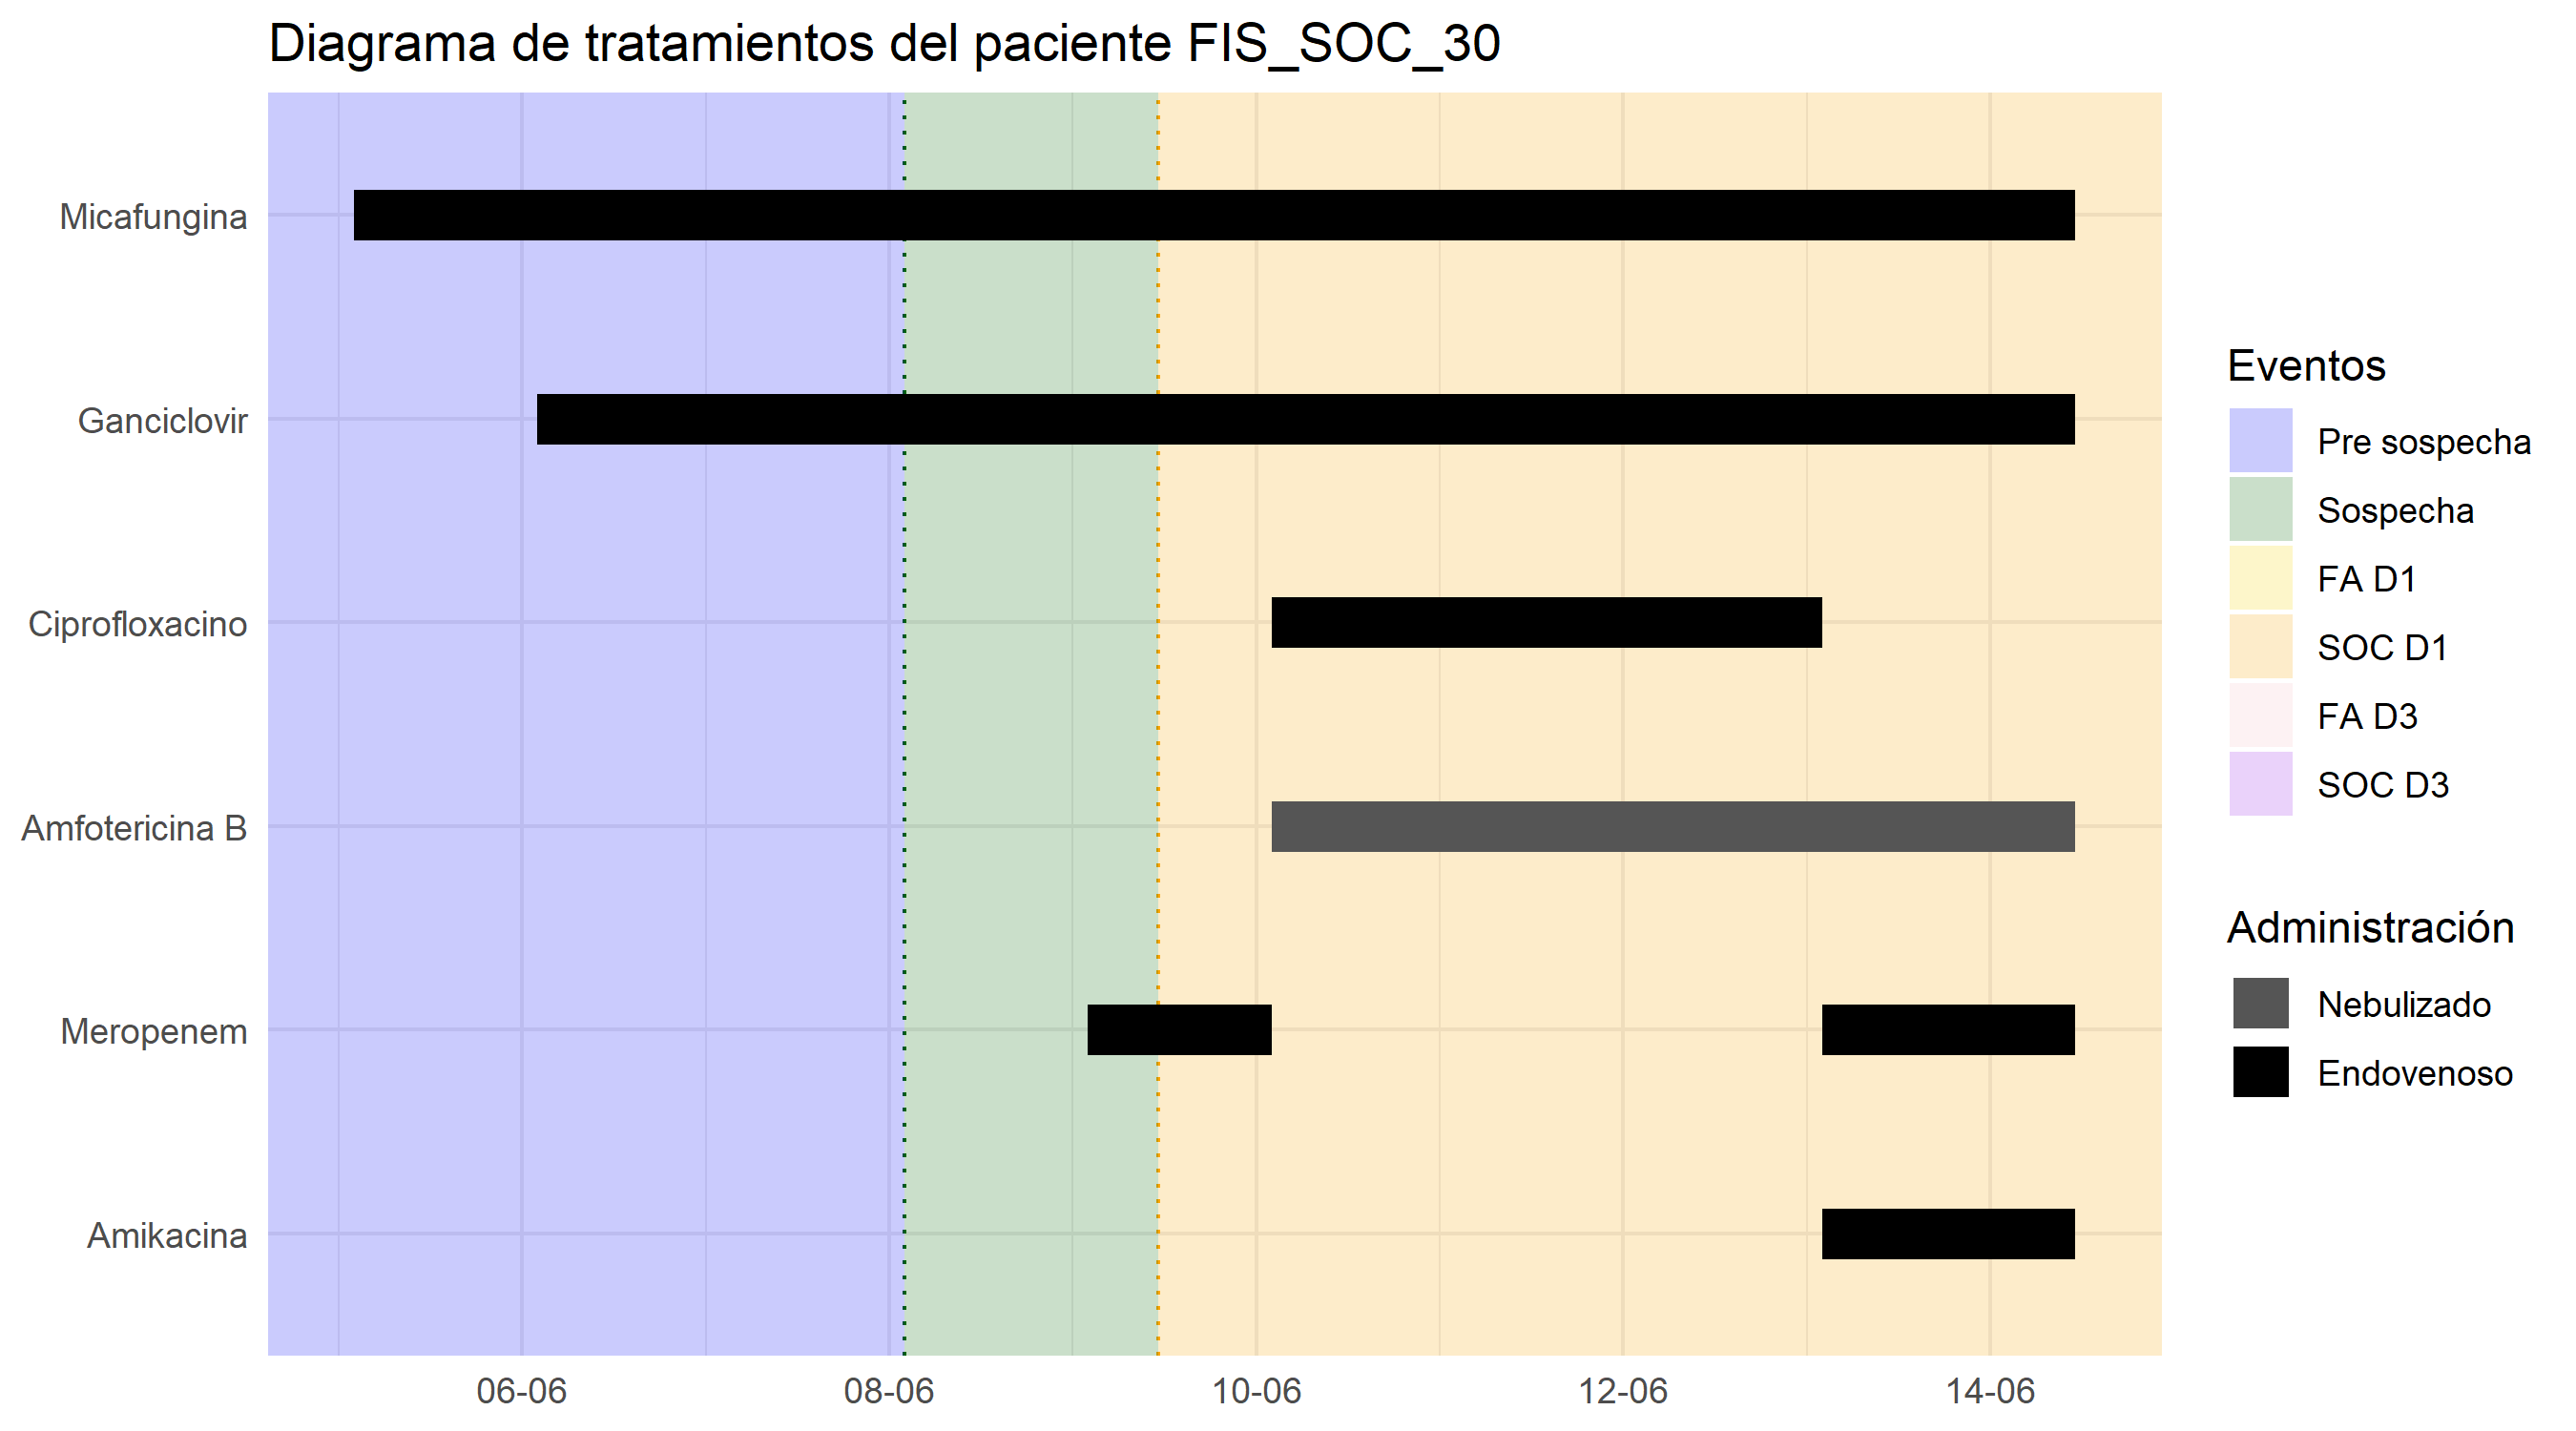 Diagrama de tratamientos del paciente FIS_SOC_30
Micafungina
Ganciclovir
Ciprofloxacino
Amfotericina B
Meropenem
Amikacina
06-06
08-06
10-06
12-06
14-06
Eventos
Pre sospecha
Sospecha
FA D1
SOC D1
FA D3
SOC D3
Administración
Nebulizado
Endovenoso